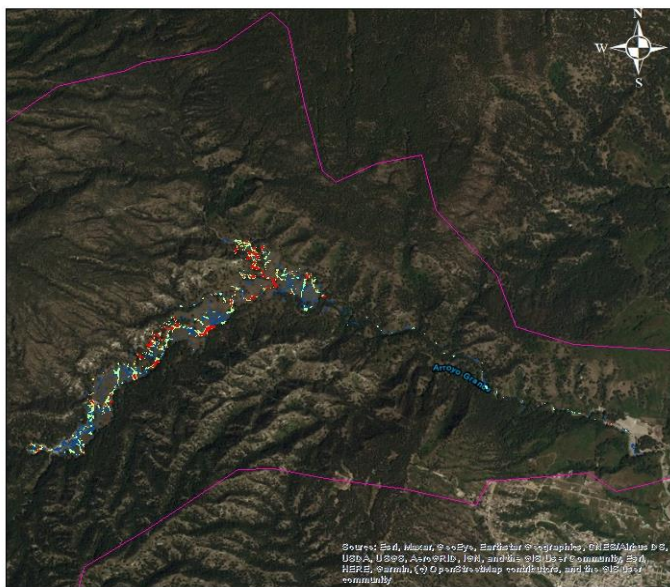 N
W
E
S
Arroyo Grande
Source: Esri, Maxar, GeoEye, Earthstar Geographics, CNES/Airbus DS,
USDA, USGS, AeroGRID, IGN, and the GIS User Community, Esri,
HERE, Garmin, (c) OpenStreetMap contributors, and the GIS user
community